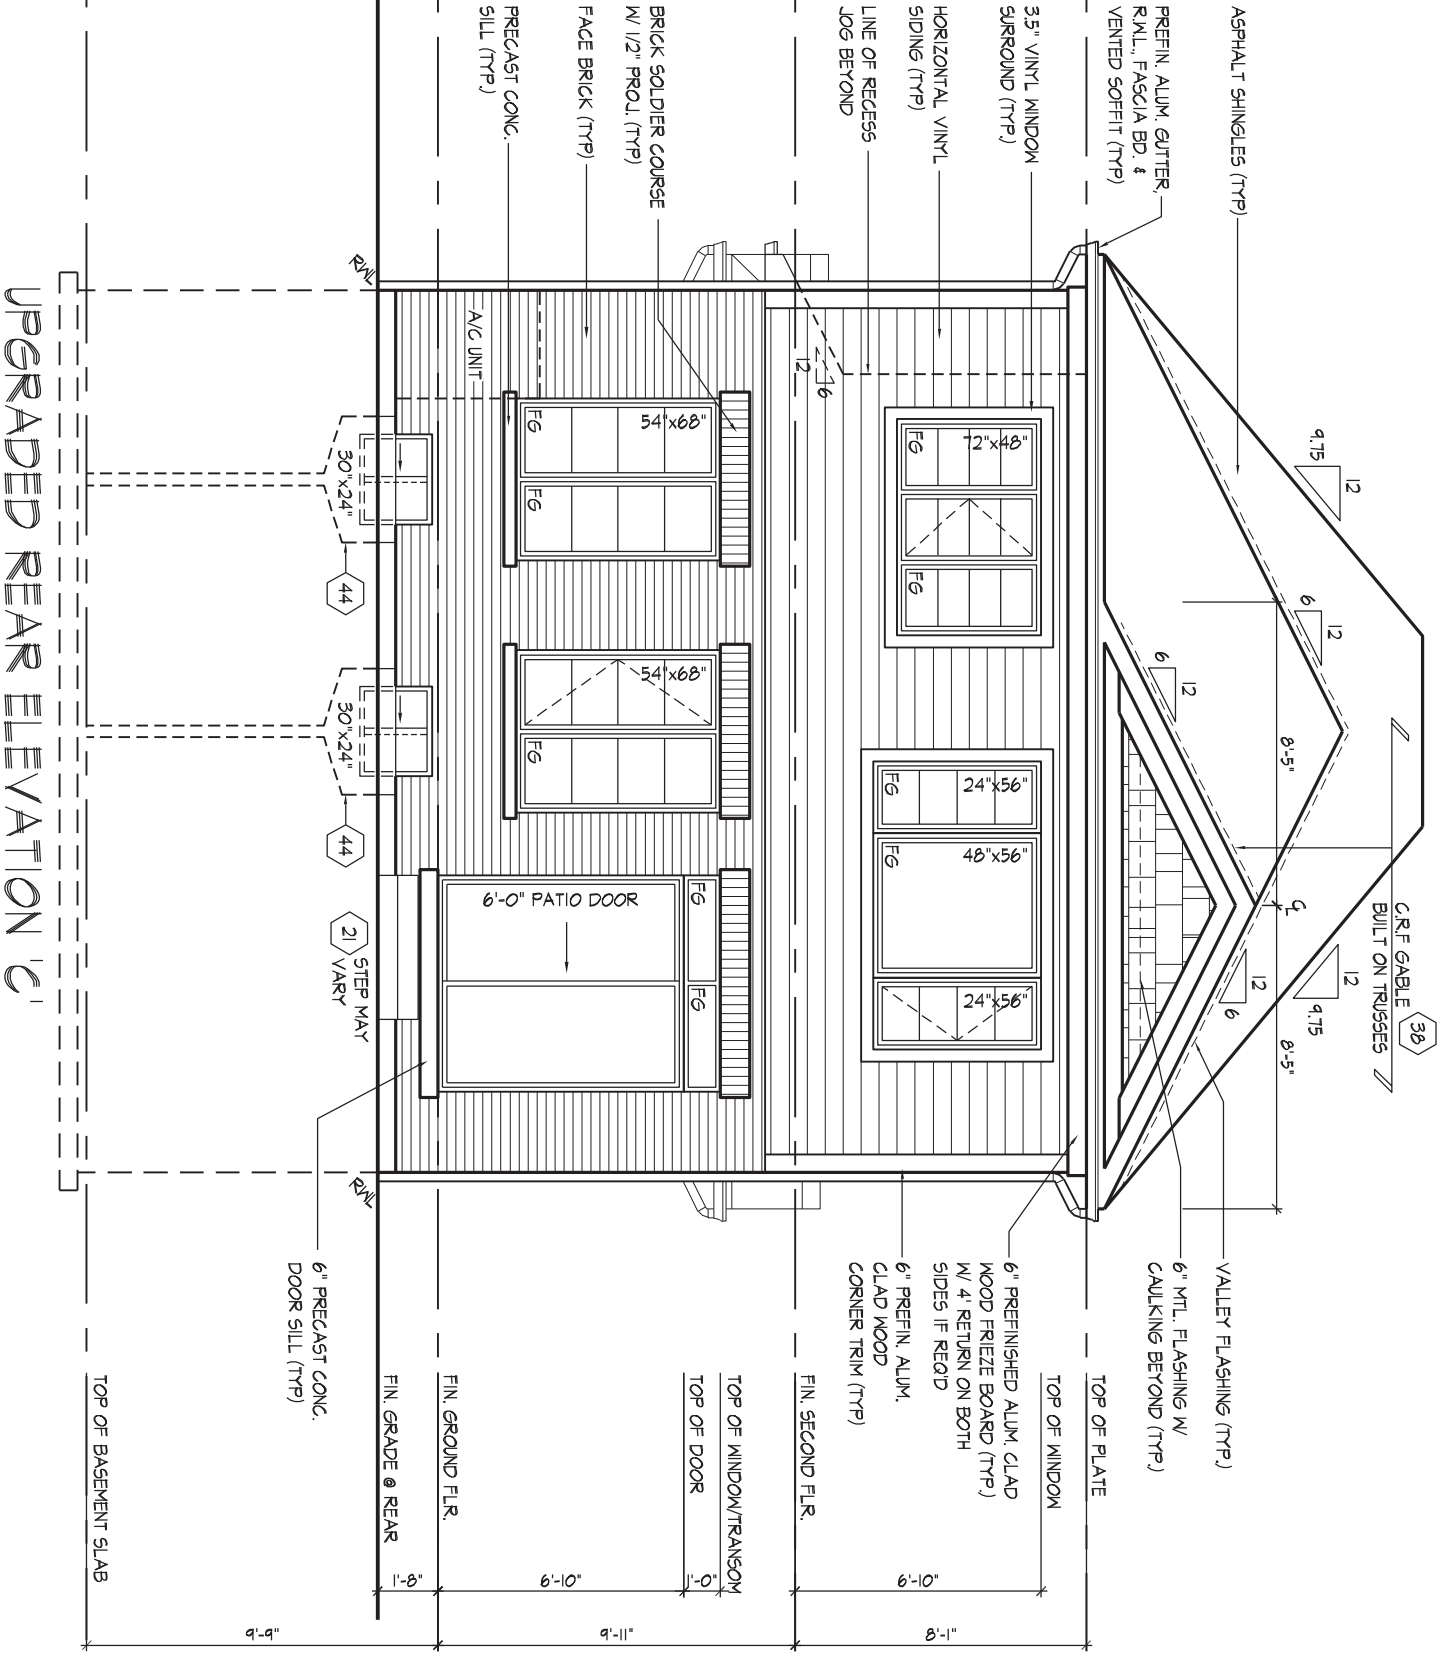 ASPHALT SHINGLES (TYP)
PREFIN. ALUM. GUTTER,
R.W.L., FASCIA BD. &
VENTED SOFFIT (TYP)
3.5" VINYL WINDOW
SURROUND (TYP.)
HORIZONTAL VINYL
SIDING (TYP)
LINE OF RECESS
JOG BEYOND
BRICK SOLDIER COURSE
W/ 1/2" PROJ. (TYP)
FACE BRICK (TYP)
PRECAST CONC.
SILL (TYP.)
9.75
12
6
12
6
12
8'-5"
C.R.F GABLE
BUILT ON TRUSSES
38
12
9.75
12
6
8'-5"
12
6
72"x48"
FG
FG
24"x56"
FG
48"x56"
FG
24"x56"
54"x68"
FG
FG
54"x68"
FG
FG
FG
6'-0" PATIO DOOR
A/C UNIT
RWL
RWL
30"x24"
44
30"x24"
44
21
STEP MAY
VARY
VALLEY FLASHING (TYP.)
6" MTL. FLASHING W/
CAULKING BEYOND (TYP.)
6" PREFINISHED ALUM. CLAD
WOOD FRIEZE BOARD (TYP.)
W/ 4' RETURN ON BOTH
SIDES IF REQ'D
6" PREFIN. ALUM.
CLAD WOOD
CORNER TRIM (TYP)
6" PRECAST CONC.
DOOR SILL (TYP)
TOP OF PLATE
TOP OF WINDOW
FIN. SECOND FLR.
TOP OF WINDOW/TRANSOM
TOP OF DOOR
FIN. GROUND FLR.
FIN. GRADE @ REAR
TOP OF BASEMENT SLAB
6'-10"
1'-0"
6'-10"
1'-8"
8'-1"
9'-11"
9'-9"
UPGRADED REAR ELEVATION 'C'